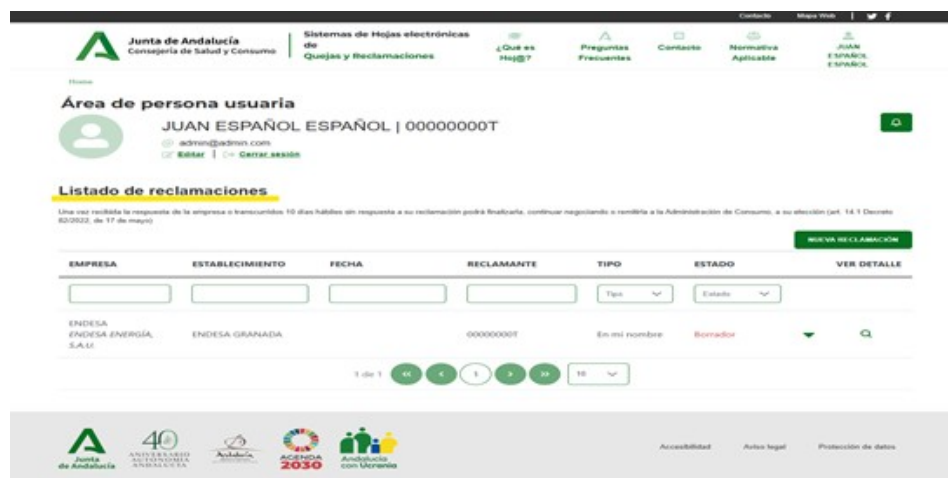 Contacto Mapa Web
Junta de Andalucía
Consejería de Salud y Consumo
Sistemas de Hojas electrónicas
de
Quejas y Reclamaciones
¿Qué es
Hoj@?
Preguntas
Frecuentes
Contacto
Normativa
Aplicable
JUAN
ESPAÑOL
ESPAÑOL
Home
Área de persona usuaria
JUAN ESPAÑOL ESPAÑOL | 00000000T
admin@admin.com
Editar | Cerrar sesión
Listado de reclamaciones
Una vez recibida la respuesta de la empresa o transcurridos 10 días hábiles sin respuesta a su reclamación podrá finalizarla, continuar negociando o remitirla a la Administración de Consumo, a su elección (art. 14.1 Decreto
82/2022, de 17 de mayo)
NUEVA RECLAMACIÓN
EMPRESA ESTABLECIMIENTO FECHA RECLAMANTE TIPO ESTADO VER DETALLE
Tipo Estado
ENDESA
ENDESA ENERGÍA,
S.A.U.
ENDESA GRANADA 00000000T En mi nombre Borrador
1 de 1 « ‹ 1 › » 10
Junta
de Andalucía
40
ANIVERSARIO
AUTONOMÍA
ANDALUCÍA
Andalucía
AGENDA
2030
Andalucía
con Ucrania
Accesibilidad Aviso legal Protección de datos